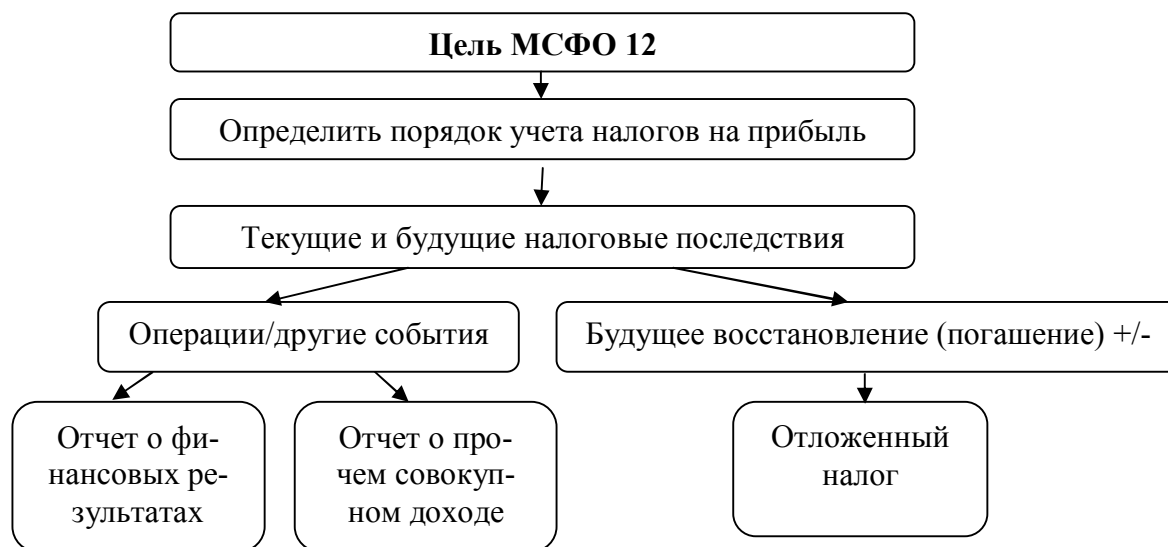 Цель МСФО 12
Определить порядок учета налогов на прибыль
Текущие и будущие налоговые последствия
Операции/другие события
Будущее восстановление (погашение) +/-
Отчет о фи-
нансовых ре-
зультатах
Отчет о про-
чем совокуп-
ном доходе
Отложенный
налог